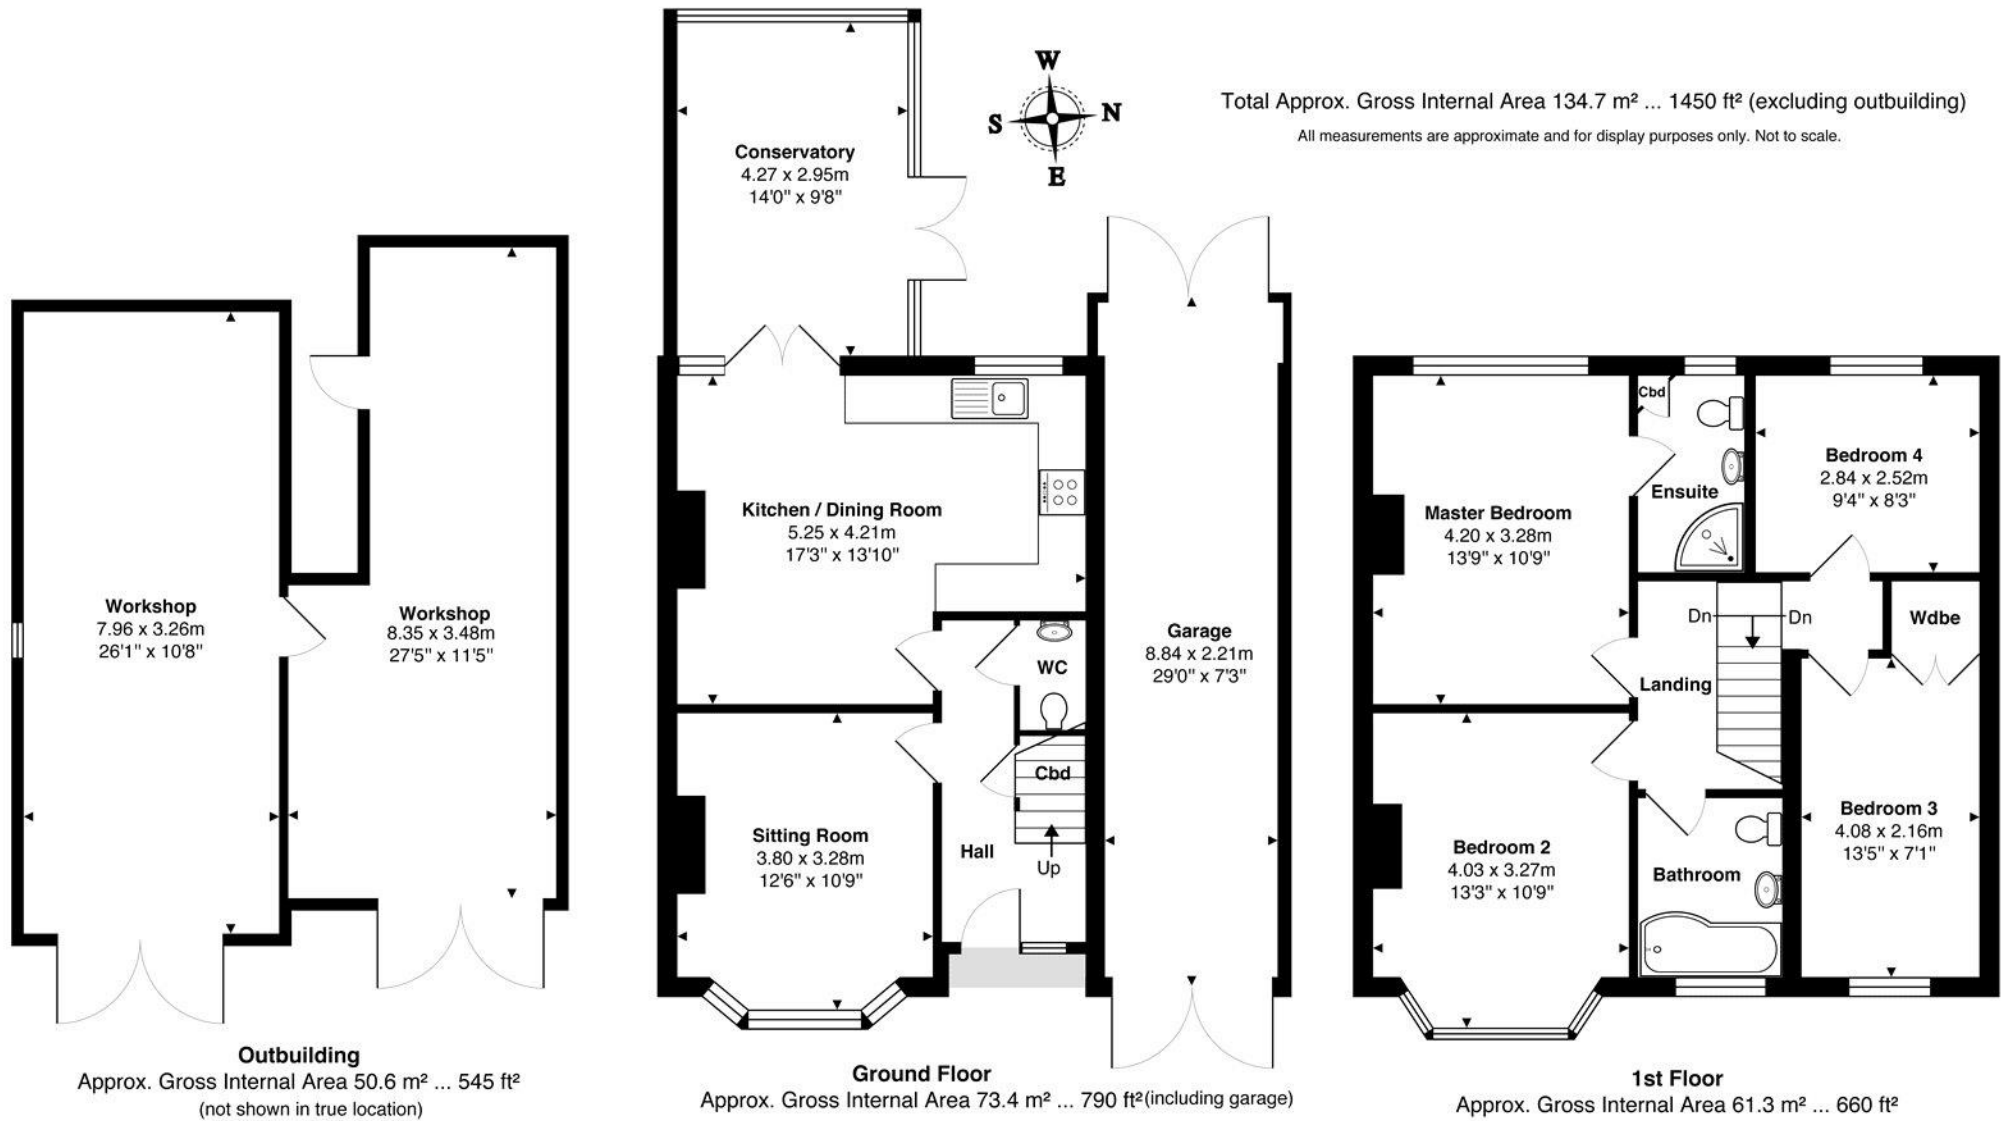 W
S N
E
Total Approx. Gross Internal Area 134.7 m² ... 1450 ft² (excluding outbuilding)
All measurements are approximate and for display purposes only. Not to scale.
Workshop
7.96 x 3.26m
26'1" x 10'8"
Workshop
8.35 x 3.48m
27'5" x 11'5"
Outbuilding
Approx. Gross Internal Area 50.6 m² ... 545 ft²
(not shown in true location)
Conservatory
4.27 x 2.95m
14'0" x 9'8"
Kitchen / Dining Room
5.25 x 4.21m
17'3" x 13'10"
WC
Cbd
Sitting Room
3.80 x 3.28m
12'6" x 10'9"
Hall
Up
Garage
8.84 x 2.21m
29'0" x 7'3"
Ground Floor
Approx. Gross Internal Area 73.4 m² ... 790 ft² (including garage)
Cbd
Ensuite
Master Bedroom
4.20 x 3.28m
13'9" x 10'9"
Bedroom 4
2.84 x 2.52m
9'4" x 8'3"
Dn Dn
Wdbe
Landing
Bedroom 2
4.03 x 3.27m
13'3" x 10'9"
Bathroom
Bedroom 3
4.08 x 2.16m
13'5" x 7'1"
1st Floor
Approx. Gross Internal Area 61.3 m² ... 660 ft²